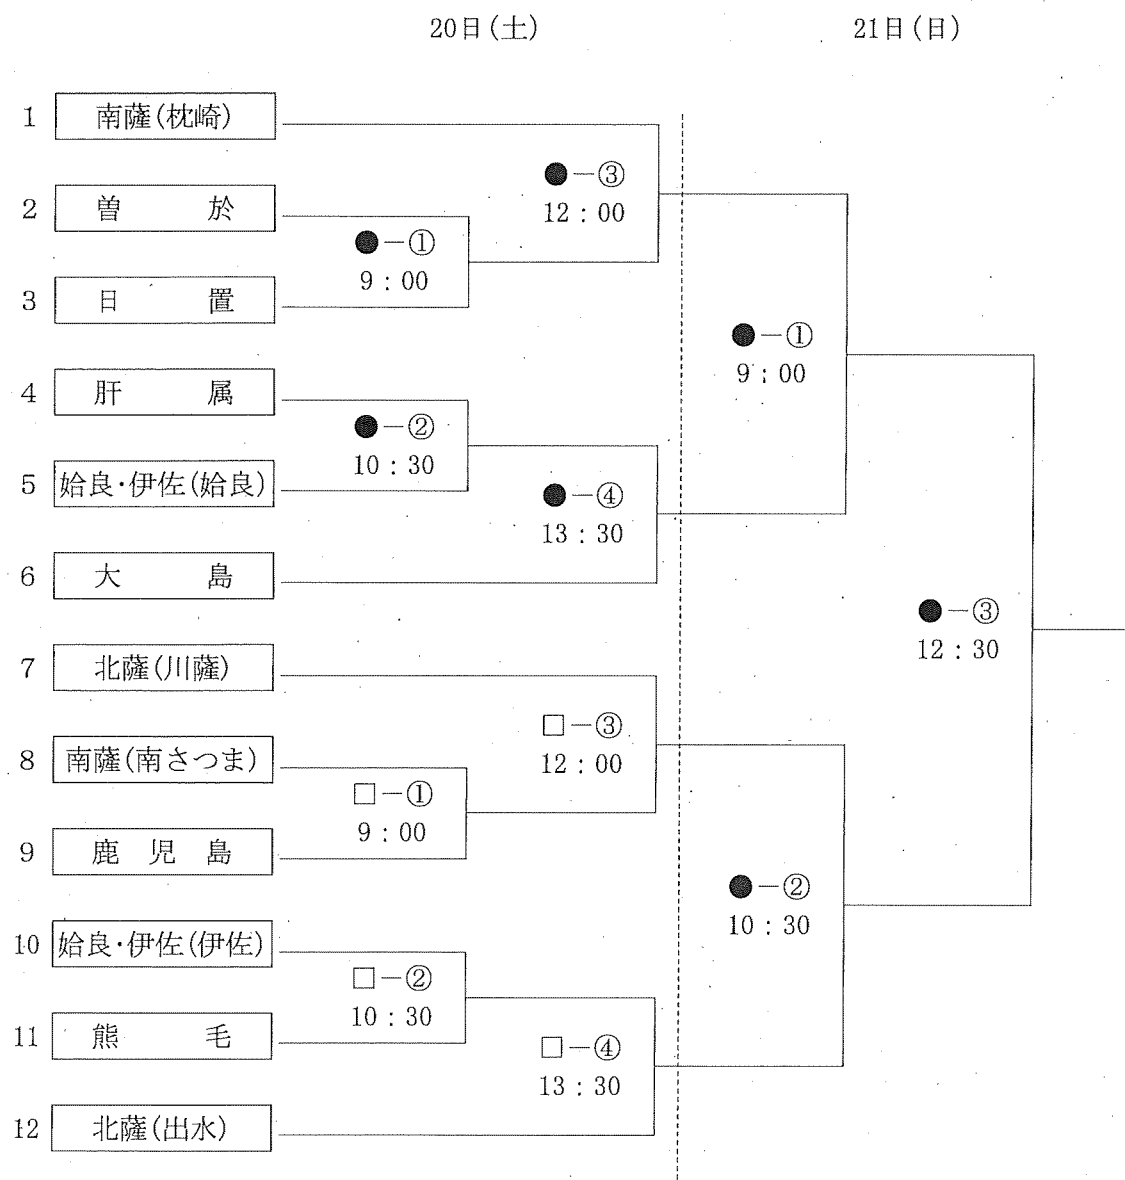 20日(土) 21日(日)
1 南薩(枕崎)
●-③
12:00
2 曽 於
●-①
9:00
3 日 置
●-①
9:00
4 肝 属
●-②
10:30
5 姶良・伊佐(姶良)
●-④
13:30
6 大 島
●-③
12:30
7 北薩(川薩)
□-③
12:00
8 南薩(南さつま)
□-①
9:00
9 鹿 児 島
●-②
10:30
10 姶良・伊佐(伊佐)
□-②
10:30
11 熊 毛
□-④
13:30
12 北薩(出水)